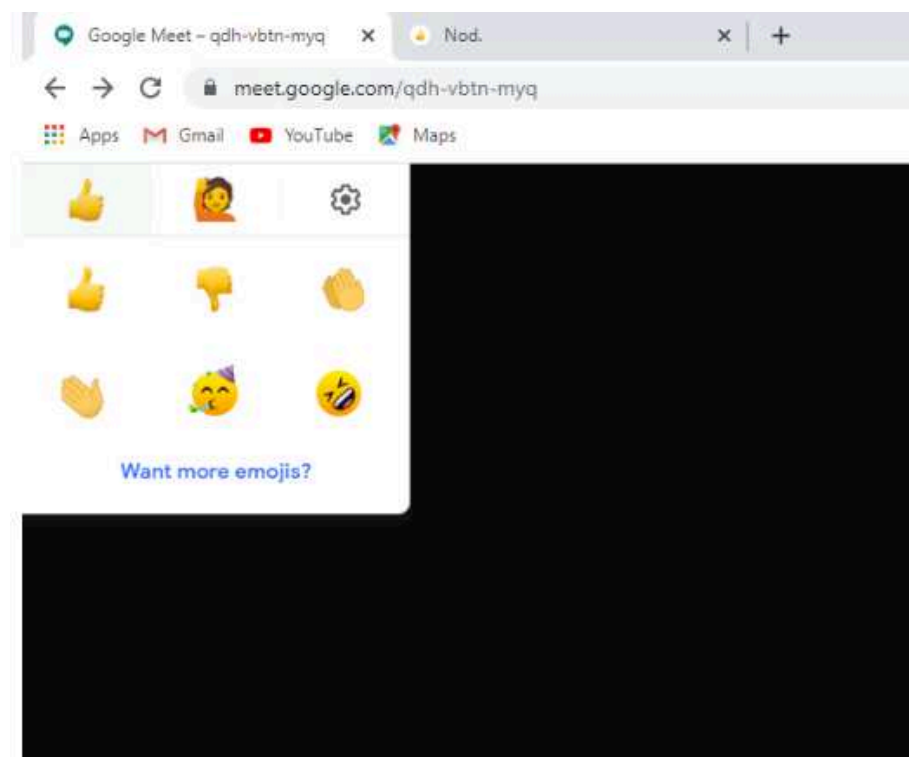 Google Meet – qdh-vbtn-myq
Nod.
meet.google.com/qdh-vbtn-myq
Apps
Gmail
YouTube
Maps
Want more emojis?